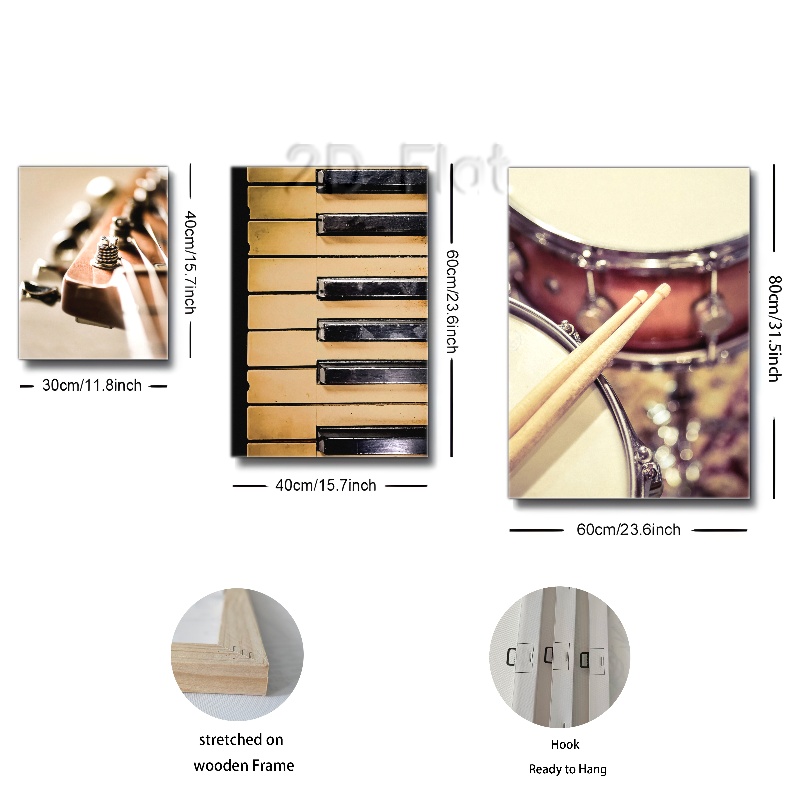 2D Flat
40cm/15.7inch
30cm/11.8inch
60cm/23.6inch
40cm/15.7inch
80cm/31.5inch
60cm/23.6inch
stretched on
wooden Frame
Hook
Ready to Hang